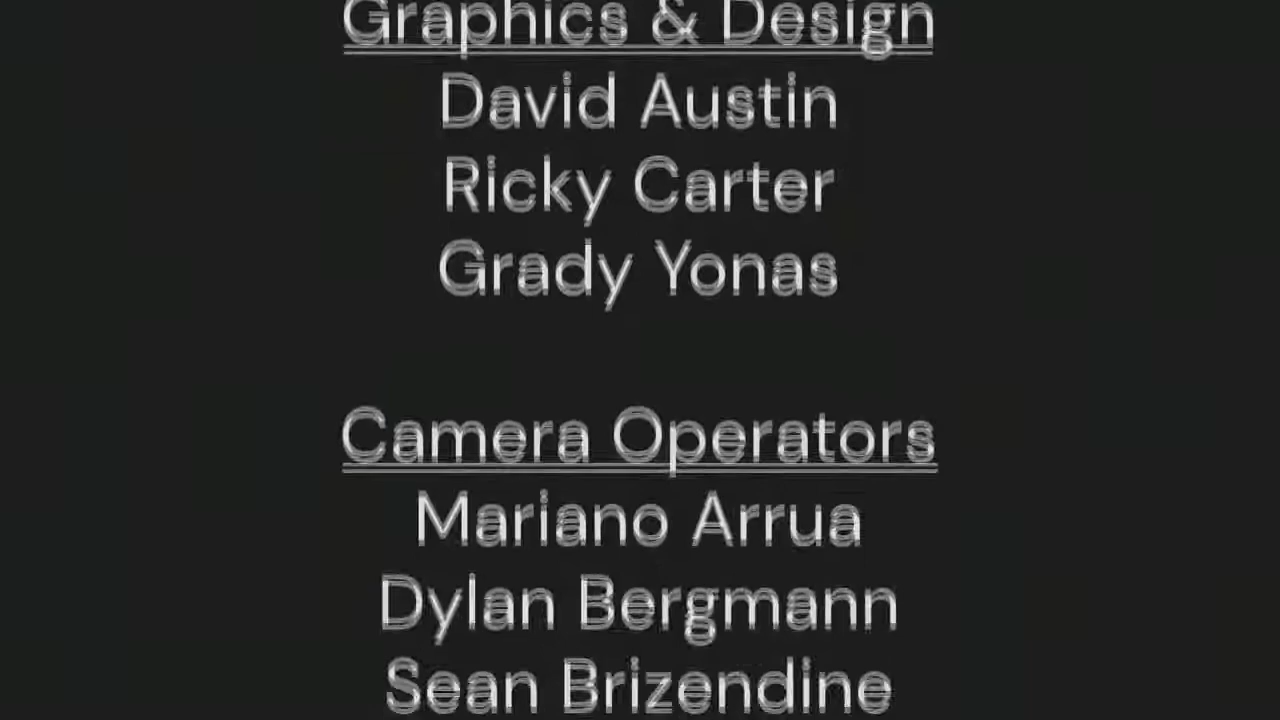 Graphics & Design
David Austin
Ricky Carter
Grady Yonas
Camera Operators
Mariano Arrua
Dylan Bergmann
Sean Brizendine